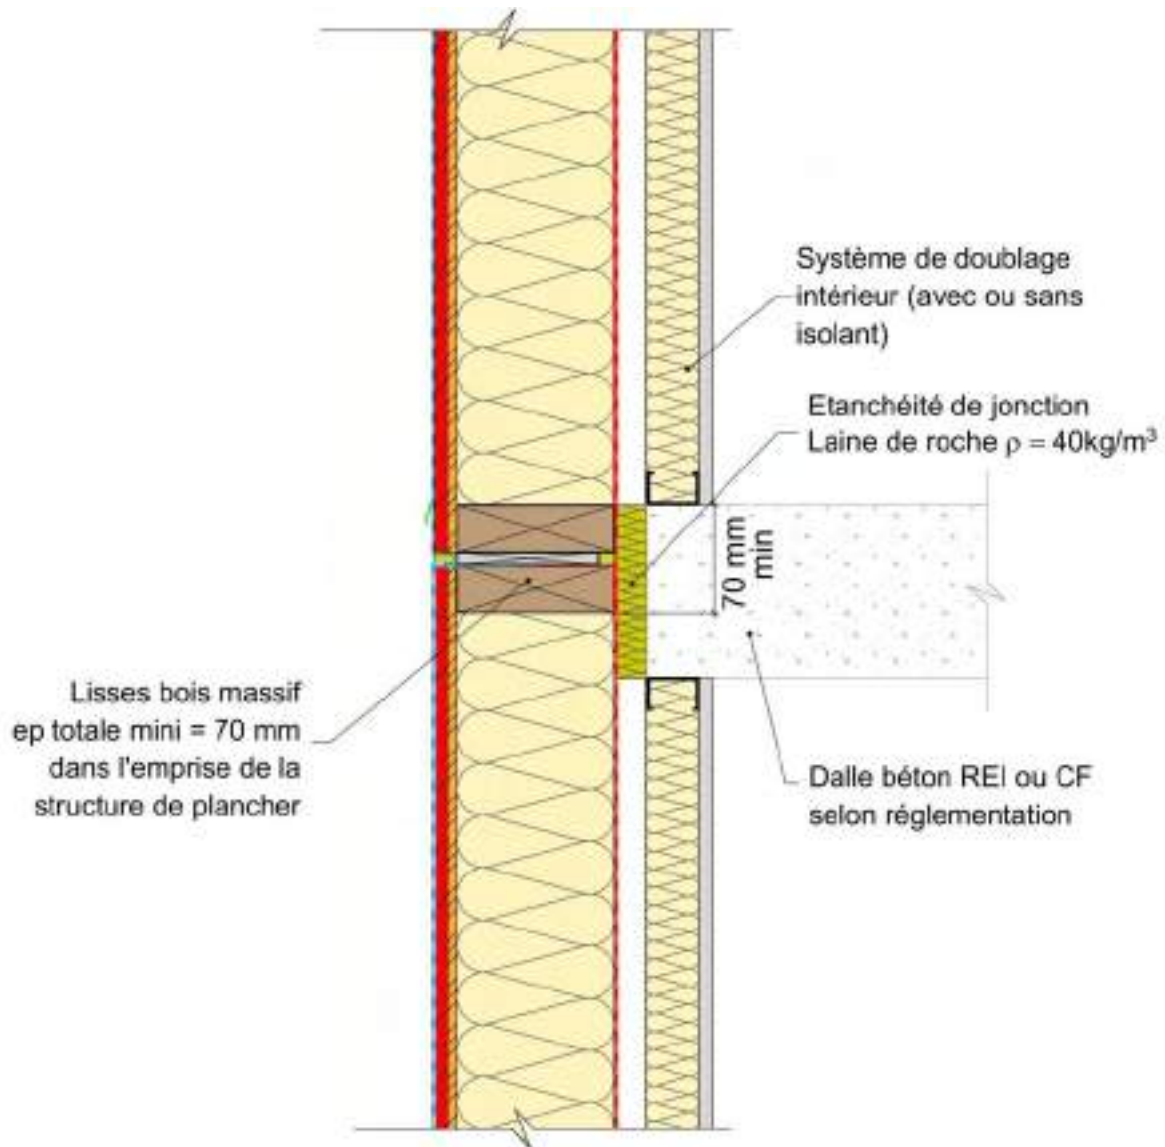 Système de doublage
intérieur (avec ou sans
isolant)
Etanchéité de jonction
Laine de roche ρ = 40kg/m³
70 mm
min
Lisses bois massif
ep totale mini = 70 mm
dans l'emprise de la
structure de plancher
Dalle béton REI ou CF
selon réglementation